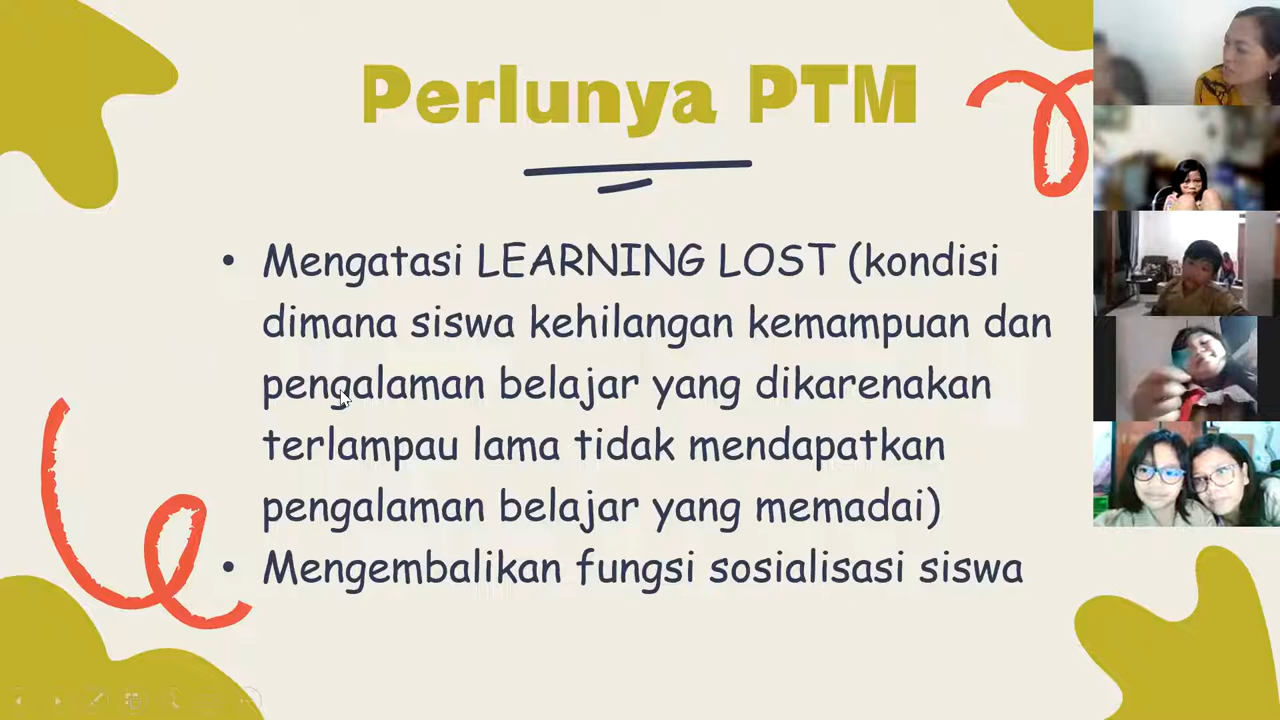 Perlunya PTM
• Mengatasi LEARNING LOST (kondisi
dimana siswa kehilangan kemampuan dan
pengalaman belajar yang dikarenakan
terlampau lama tidak mendapatkan
pengalaman belajar yang memadai)
• Mengembalikan fungsi sosialisasi siswa